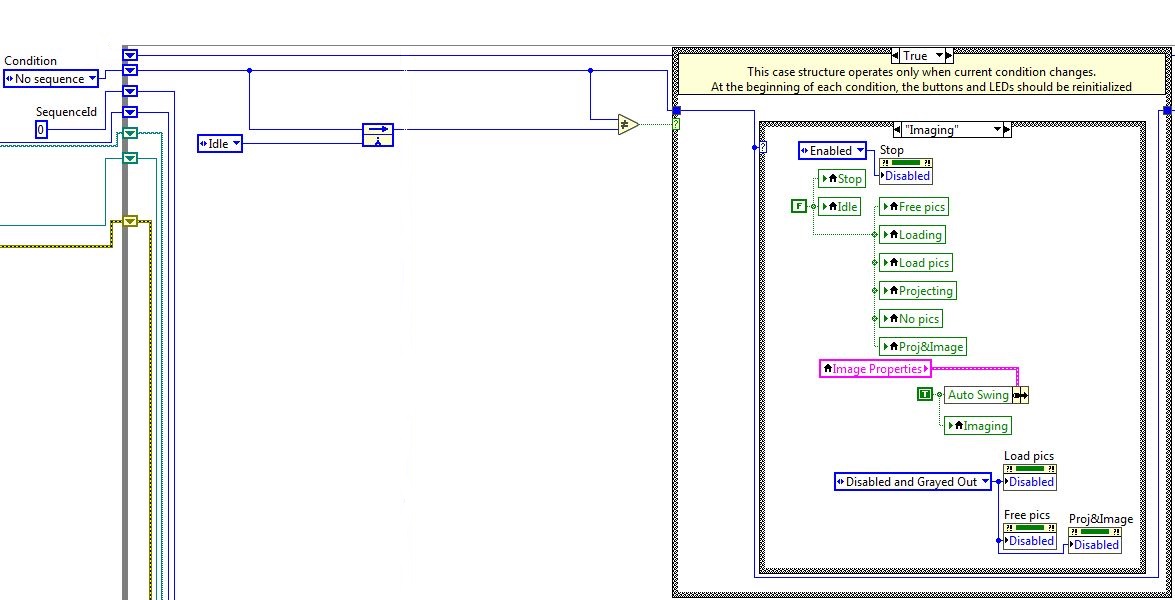 Condition
No sequence
SequenceId
0
Idle
≠
?
True
This case structure operates only when current condition changes.
At the beginning of each condition, the buttons and LEDs should be reinitialized
?
"Imaging"
Enabled
Stop
?! ?!
Disabled
Stop
F
Idle
Free pics
Loading
Load pics
Projecting
No pics
Proj&Image
Image Properties
T
Auto Swing
Imaging
Load pics
?! ?!
Disabled and Grayed Out
Disabled
Free pics
Proj&Image
?! ?!
Disabled
?! ?!
Disabled